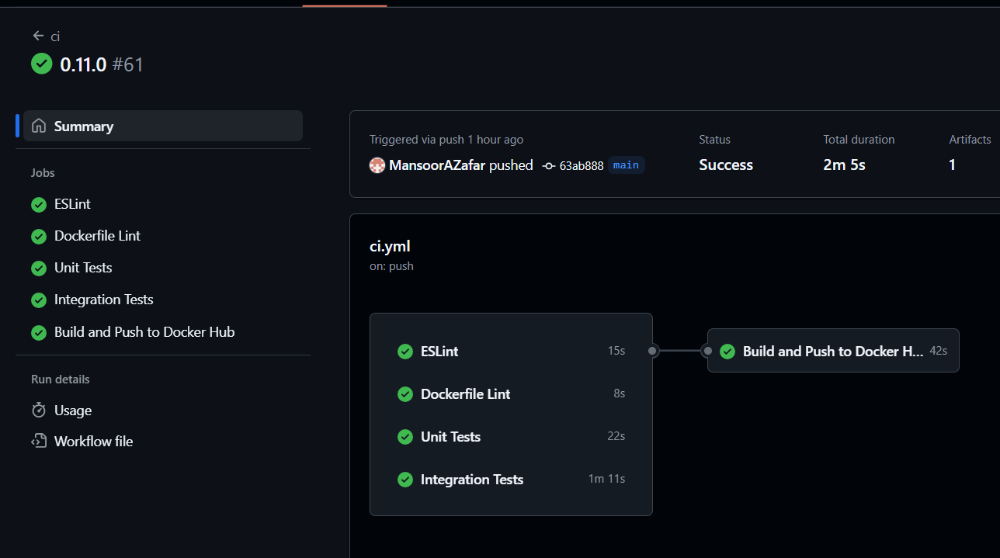 ci
0.11.0 #61
Summary
Jobs
ESLint
Dockerfile Lint
Unit Tests
Integration Tests
Build and Push to Docker Hub
Run details
Usage
Workflow file
Triggered via push 1 hour ago
MansoorAZafar pushed 63ab888 main
Status
Success
Total duration
2m 5s
Artifacts
1
ci.yml
on: push
ESLint 15s
Dockerfile Lint 8s
Unit Tests 22s
Integration Tests 1m 11s
Build and Push to Docker H... 42s